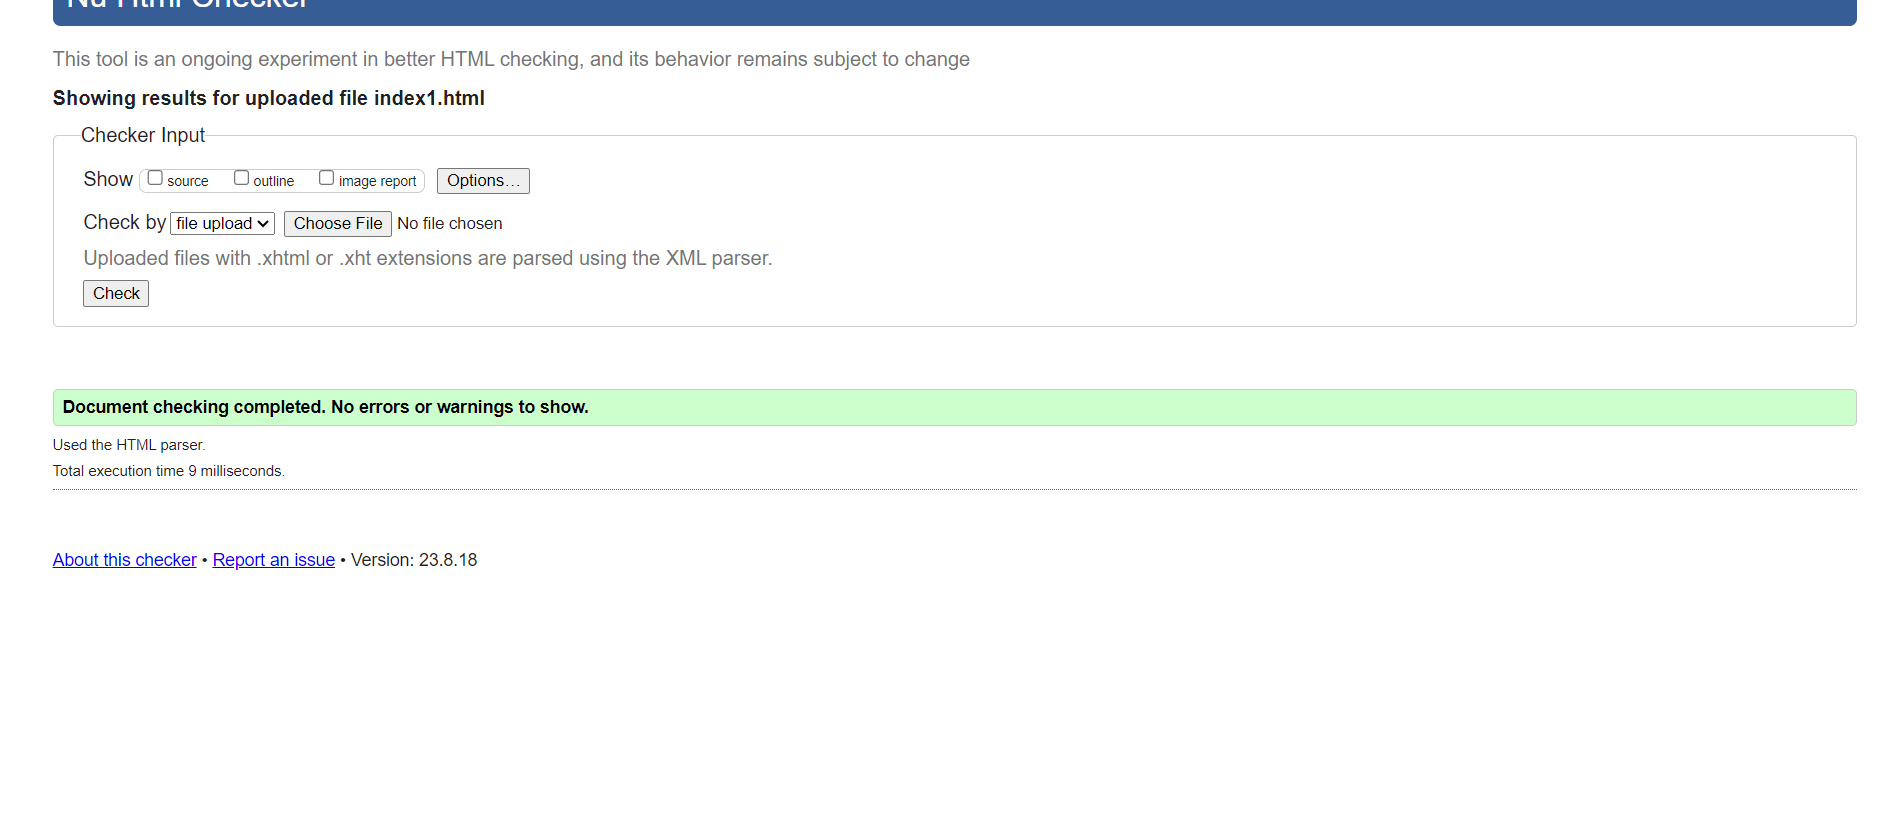 Nu Html Checker
This tool is an ongoing experiment in better HTML checking, and its behavior remains subject to change
Showing results for uploaded file index1.html
Checker Input
Show source outline image report Options...
Check by file upload Choose File No file chosen
Uploaded files with .xhtml or .xht extensions are parsed using the XML parser.
Check
Document checking completed. No errors or warnings to show.
Used the HTML parser.
Total execution time 9 milliseconds.
About this checker • Report an issue • Version: 23.8.18